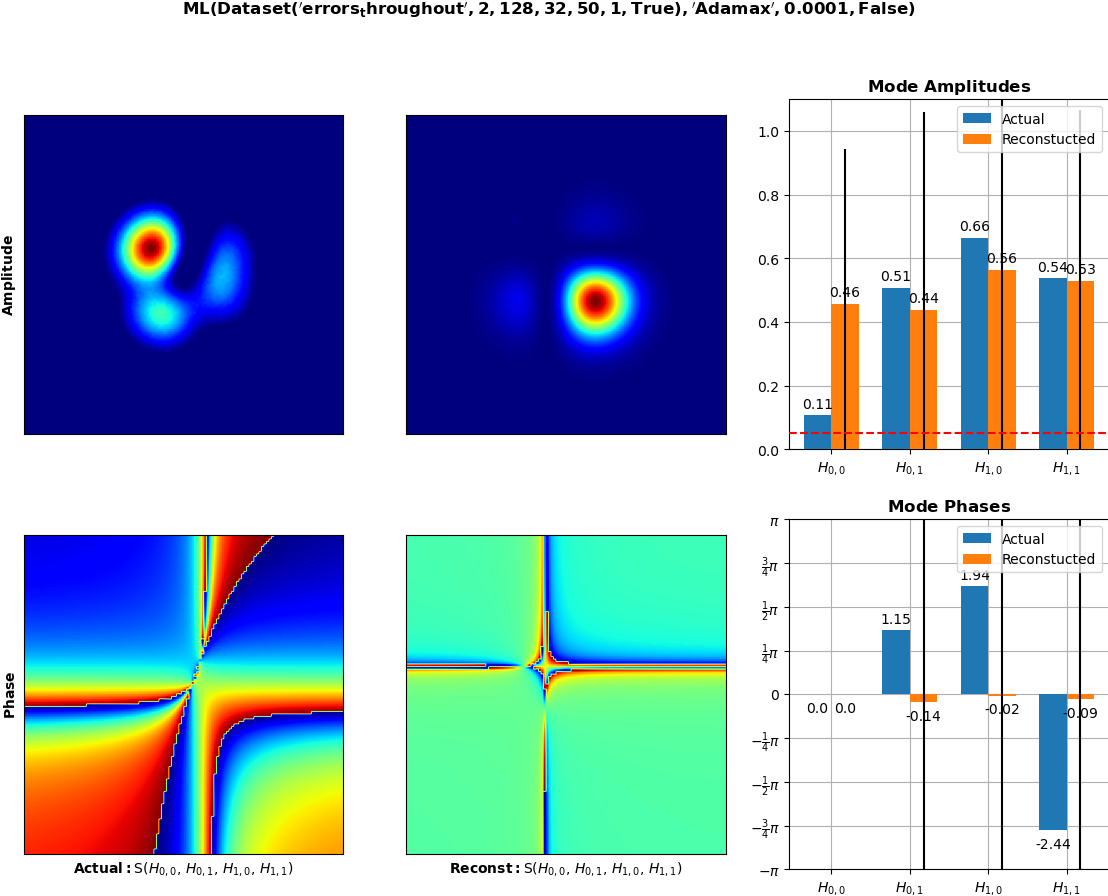 ML(Dataset('errors_throughout', 2, 128, 32, 50, 1, True), 'Adamax', 0.0001, False)
Mode Amplitudes
Actual
Reconstucted
1.0
0.8
0.6
0.4
0.2
0.0
0.11
0.46
0.51
0.44
0.66
0.56
0.54
0.53
H0,0
H0,1
H1,0
H1,1
Amplitude
Mode Phases
Actual
Reconstucted
π
3/4π
1/2π
1/4π
0
−1/4π
−1/2π
−3/4π
−π
0.0
0.0
1.15
-0.14
1.94
-0.02
-2.44
-0.09
H0,0
H0,1
H1,0
H1,1
Phase
Actual: S(H0,0, H0,1, H1,0, H1,1)
Reconst: S(H0,0, H0,1, H1,0, H1,1)